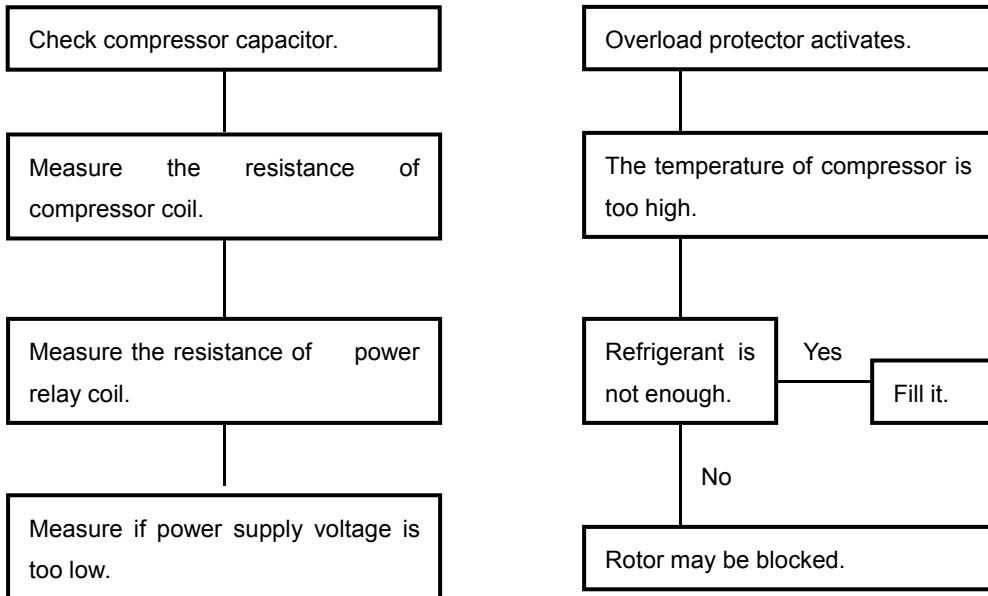 Check compressor capacitor.
Measure the resistance of
compressor coil.
Measure the resistance of power
relay coil.
Measure if power supply voltage is
too low.
Overload protector activates.
The temperature of compressor is
too high.
Refrigerant is
not enough.
Yes
Fill it.
No
Rotor may be blocked.